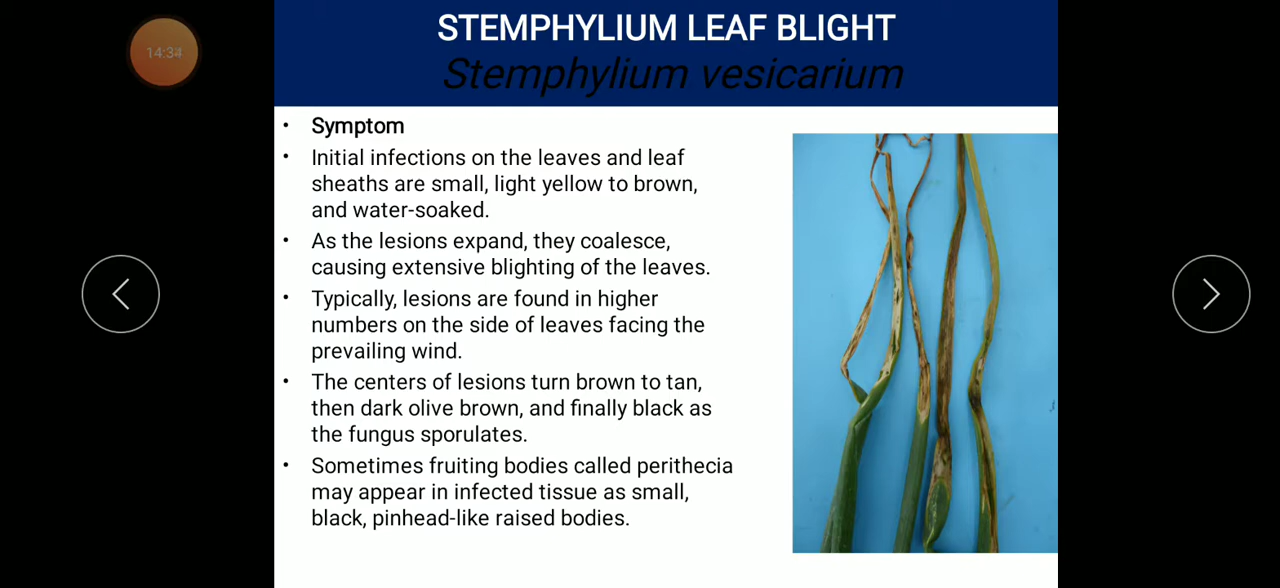 14:34
STEMPHYLIUM LEAF BLIGHT
Stemphylium vesicarium
• Symptom
• Initial infections on the leaves and leaf
sheaths are small, light yellow to brown,
and water-soaked.
• As the lesions expand, they coalesce,
causing extensive blighting of the leaves.
• Typically, lesions are found in higher
numbers on the side of leaves facing the
prevailing wind.
• The centers of lesions turn brown to tan,
then dark olive brown, and finally black as
the fungus sporulates.
• Sometimes fruiting bodies called perithecia
may appear in infected tissue as small,
black, pinhead-like raised bodies.